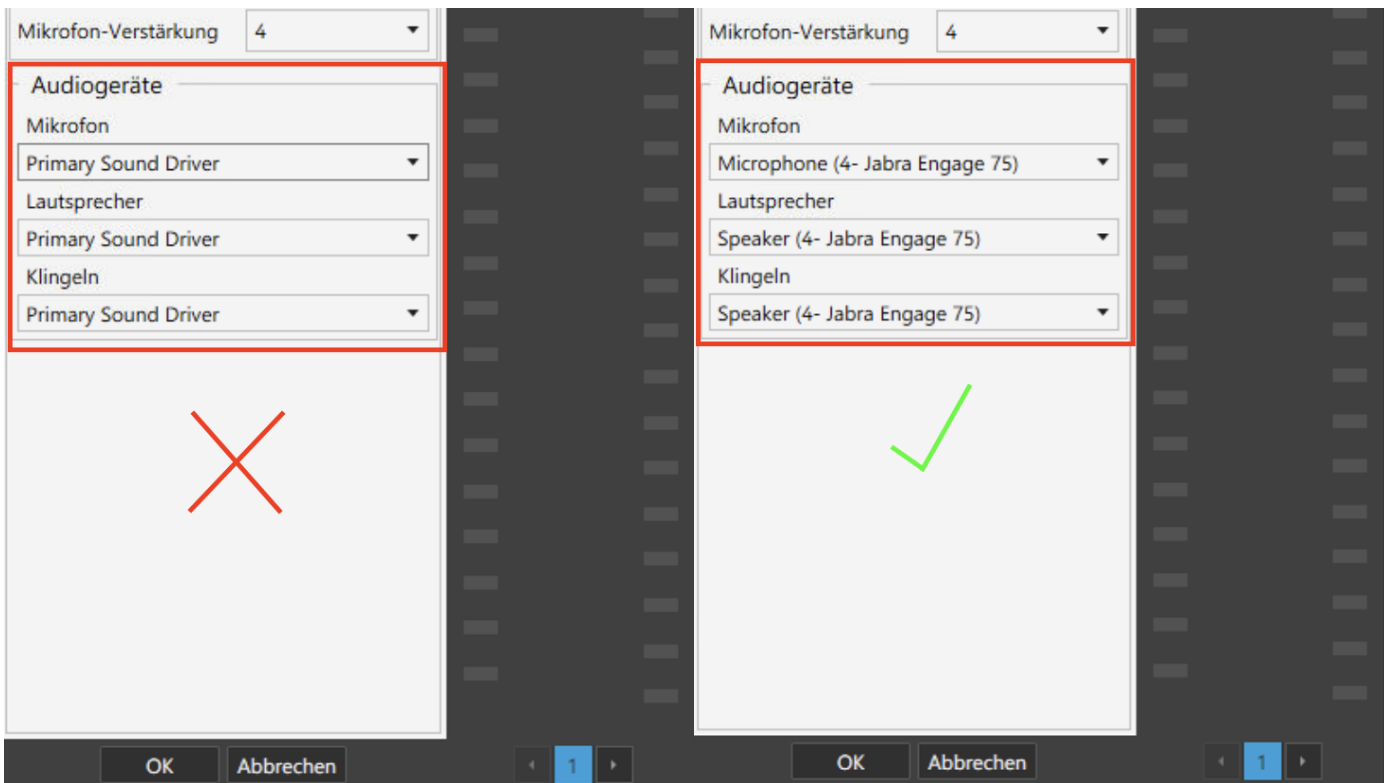 Mikrofon-Verstärkung 4
Audiogeräte
Mikrofon
Primary Sound Driver
Lautsprecher
Primary Sound Driver
Klingeln
Primary Sound Driver
OK Abbrechen
1
Mikrofon-Verstärkung 4
Audiogeräte
Mikrofon
Microphone (4- Jabra Engage 75)
Lautsprecher
Speaker (4- Jabra Engage 75)
Klingeln
Speaker (4- Jabra Engage 75)
OK Abbrechen
1